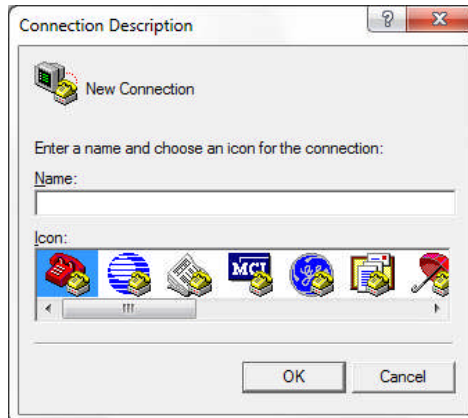 Connection Description
New Connection
Enter a name and choose an icon for the connection:
Name:
Icon:
MCI
OK
Cancel